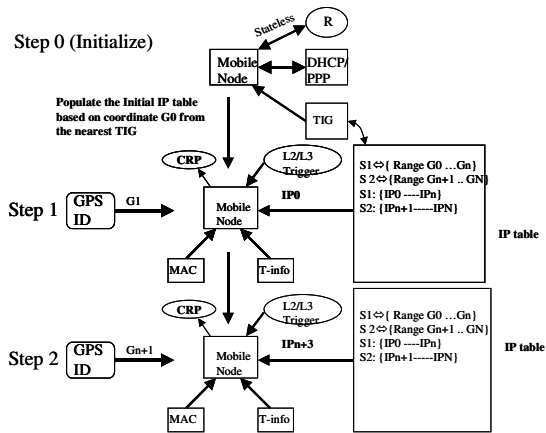 Step 0 (Initialize)
Stateless
R
Mobile
Node
DHCP/
PPP
Populate the Initial IP table
based on coordinate G0 from
the nearest TIG
TIG
CRP
L2/L3
Trigger
S1⇔{ Range G0 …Gn}
S 2⇔{Range Gn+1 .. GN}
S1: {IP0 ----IPn}
S2: {IPn+1-----IPN}
IP table
Step 1
GPS
ID
G1
Mobile
Node
IP0
MAC
T-info
CRP
L2/L3
Trigger
S1⇔{ Range G0 …Gn}
S 2⇔{Range Gn+1 .. GN}
S1: {IP0 ----IPn}
S2: {IPn+1-----IPN}
IP table
Step 2
GPS
ID
Gn+1
Mobile
Node
IPn+3
MAC
T-info